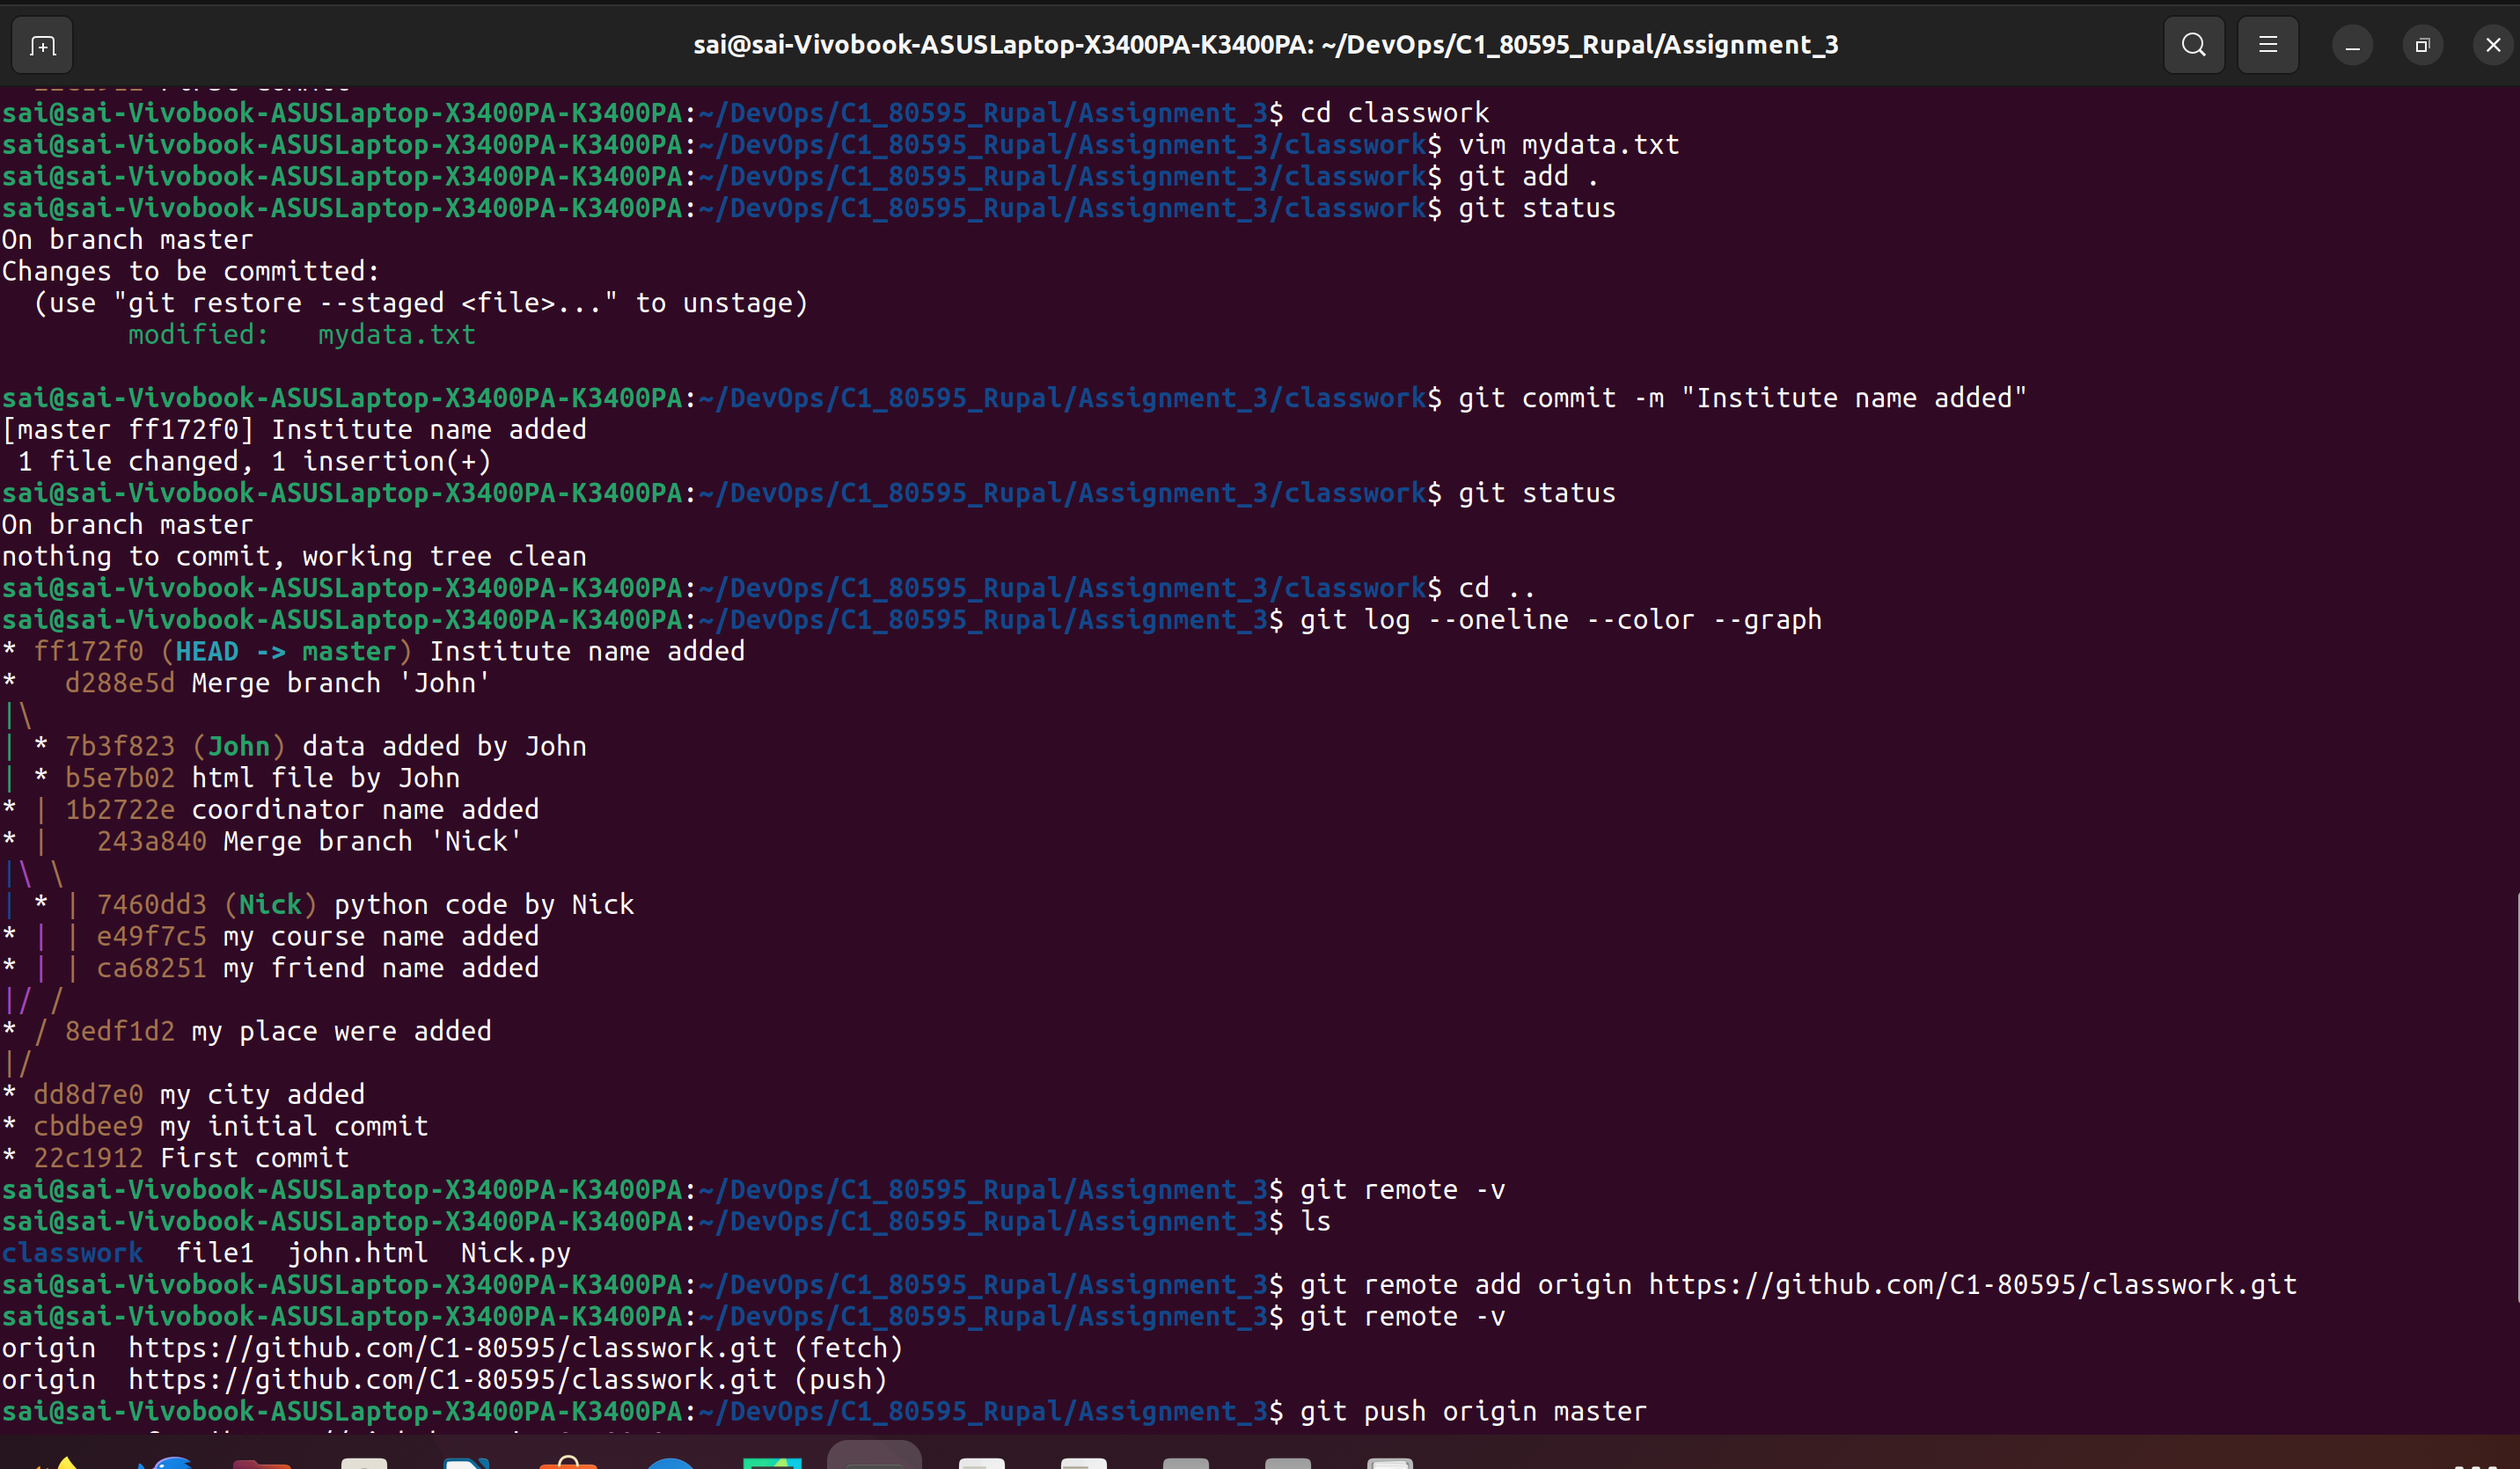 sai@sai-Vivobook-ASUSLaptop-X3400PA-K3400PA: ~/DevOps/C1_80595_Rupal/Assignment_3
sai@sai-Vivobook-ASUSLaptop-X3400PA-K3400PA:~/DevOps/C1_80595_Rupal/Assignment_3$ cd classwork
sai@sai-Vivobook-ASUSLaptop-X3400PA-K3400PA:~/DevOps/C1_80595_Rupal/Assignment_3/classwork$ vim mydata.txt
sai@sai-Vivobook-ASUSLaptop-X3400PA-K3400PA:~/DevOps/C1_80595_Rupal/Assignment_3/classwork$ git add .
sai@sai-Vivobook-ASUSLaptop-X3400PA-K3400PA:~/DevOps/C1_80595_Rupal/Assignment_3/classwork$ git status
On branch master
Changes to be committed:
  (use "git restore --staged <file>..." to unstage)
        modified:   mydata.txt
sai@sai-Vivobook-ASUSLaptop-X3400PA-K3400PA:~/DevOps/C1_80595_Rupal/Assignment_3/classwork$ git commit -m "Institute name added"
[master ff172f0] Institute name added
 1 file changed, 1 insertion(+)
sai@sai-Vivobook-ASUSLaptop-X3400PA-K3400PA:~/DevOps/C1_80595_Rupal/Assignment_3/classwork$ git status
On branch master
nothing to commit, working tree clean
sai@sai-Vivobook-ASUSLaptop-X3400PA-K3400PA:~/DevOps/C1_80595_Rupal/Assignment_3/classwork$ cd ..
sai@sai-Vivobook-ASUSLaptop-X3400PA-K3400PA:~/DevOps/C1_80595_Rupal/Assignment_3$ git log --oneline --color --graph
* ff172f0 (HEAD -> master) Institute name added
*   d288e5d Merge branch 'John'
|\
| * 7b3f823 (John) data added by John
| * b5e7b02 html file by John
* | 1b2722e coordinator name added
* |   243a840 Merge branch 'Nick'
|\ \
| * | 7460dd3 (Nick) python code by Nick
* | | e49f7c5 my course name added
* | | ca68251 my friend name added
|/ /
* / 8edf1d2 my place were added
|/
* dd8d7e0 my city added
* cbdbee9 my initial commit
* 22c1912 First commit
sai@sai-Vivobook-ASUSLaptop-X3400PA-K3400PA:~/DevOps/C1_80595_Rupal/Assignment_3$ git remote -v
sai@sai-Vivobook-ASUSLaptop-X3400PA-K3400PA:~/DevOps/C1_80595_Rupal/Assignment_3$ ls
classwork  file1  john.html  Nick.py
sai@sai-Vivobook-ASUSLaptop-X3400PA-K3400PA:~/DevOps/C1_80595_Rupal/Assignment_3$ git remote add origin https://github.com/C1-80595/classwork.git
sai@sai-Vivobook-ASUSLaptop-X3400PA-K3400PA:~/DevOps/C1_80595_Rupal/Assignment_3$ git remote -v
origin  https://github.com/C1-80595/classwork.git (fetch)
origin  https://github.com/C1-80595/classwork.git (push)
sai@sai-Vivobook-ASUSLaptop-X3400PA-K3400PA:~/DevOps/C1_80595_Rupal/Assignment_3$ git push origin master